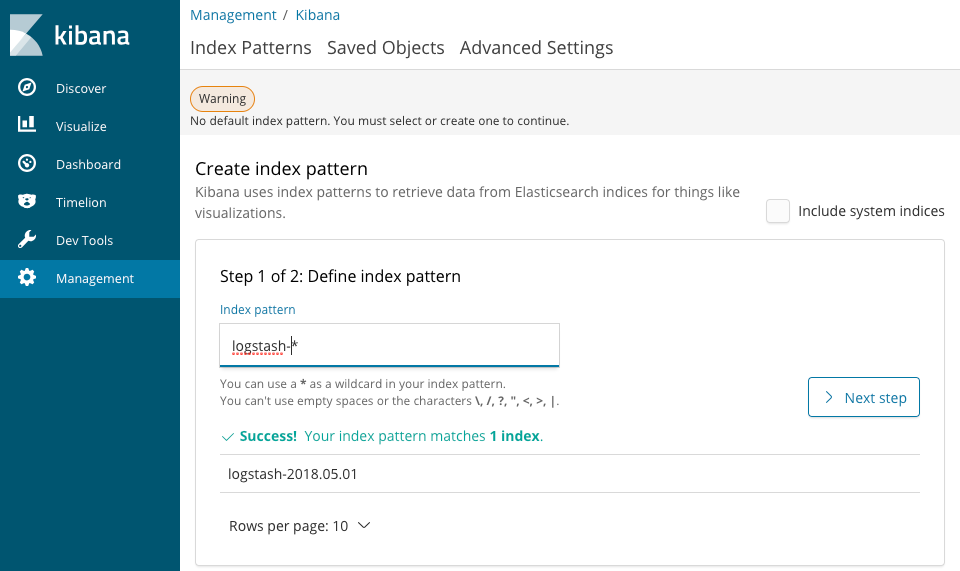 kibana
Discover
Visualize
Dashboard
Timelion
Dev Tools
Management
Management / Kibana
Index Patterns Saved Objects Advanced Settings
Warning
No default index pattern. You must select or create one to continue.
Create index pattern
Kibana uses index patterns to retrieve data from Elasticsearch indices for things like
visualizations.
Include system indices
Step 1 of 2: Define index pattern
Index pattern
logstash-*
You can use a * as a wildcard in your index pattern.
You can't use empty spaces or the characters \, /, ?, ", <, >, |.
Next step
Success! Your index pattern matches 1 index.
logstash-2018.05.01
Rows per page: 10